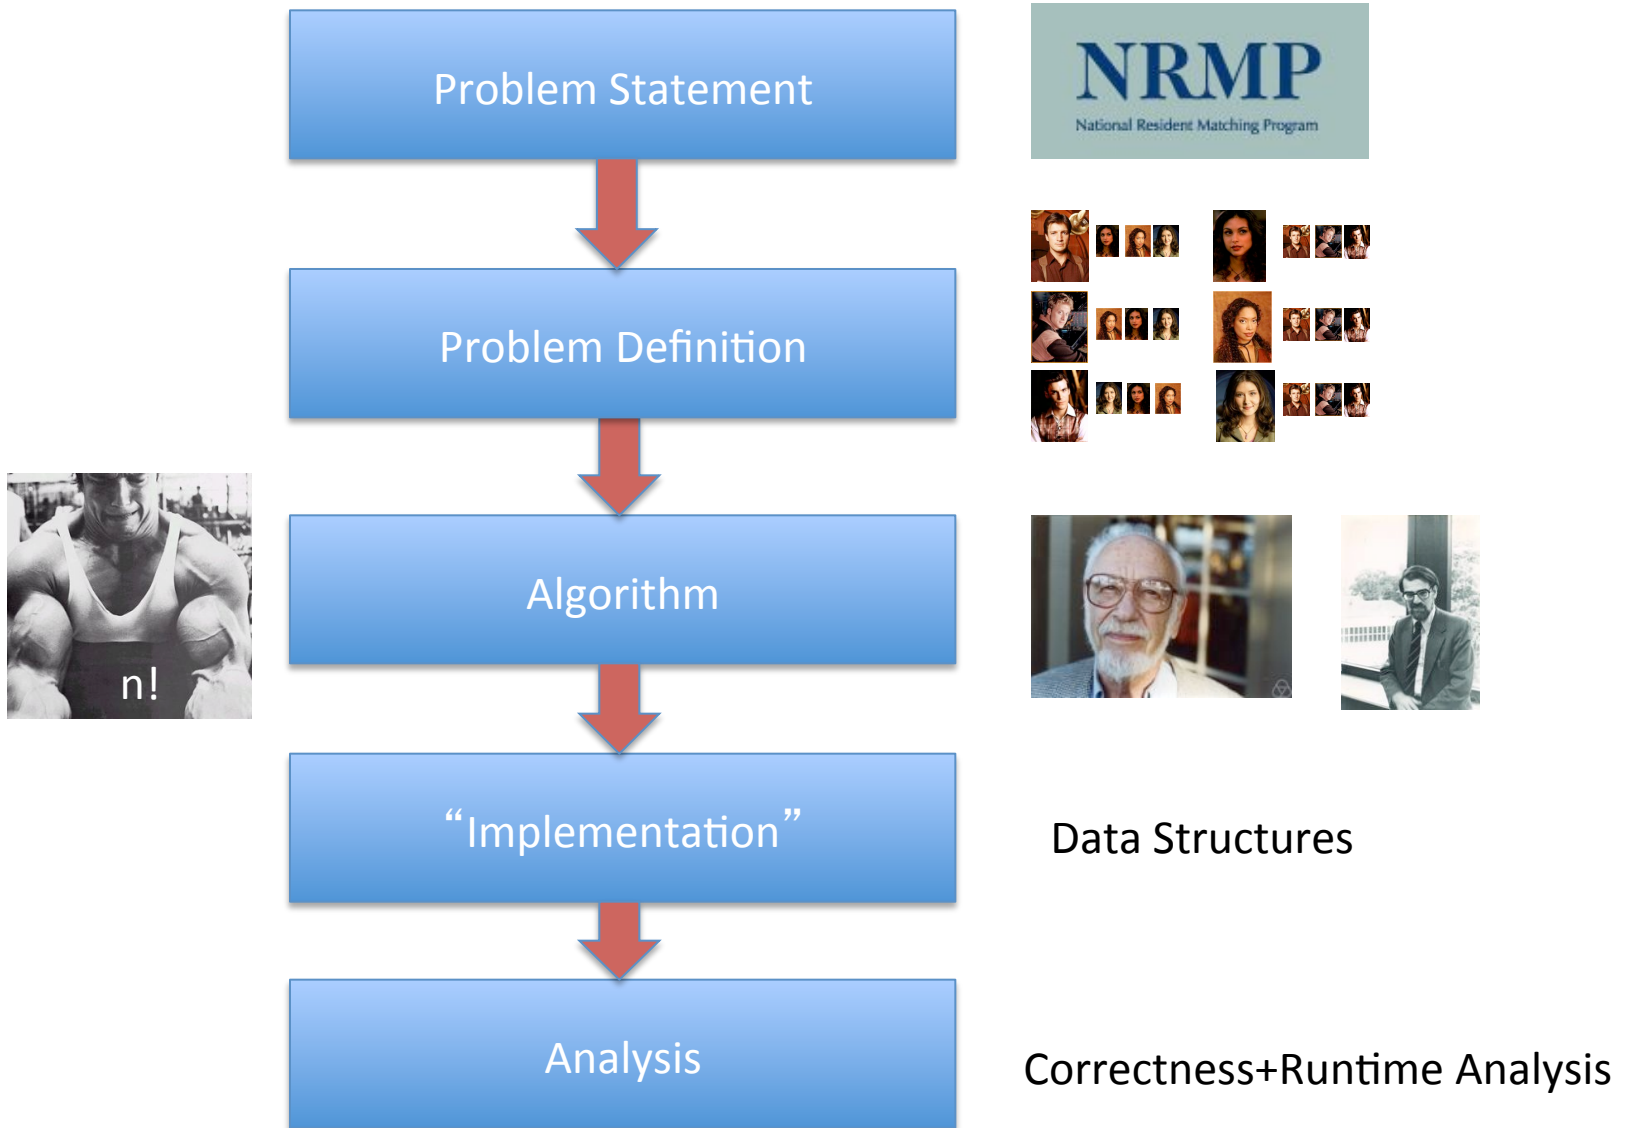 Problem Statement
NRMP
National Resident Matching Program
Problem Definition
Algorithm
n!
“Implementation”
Data Structures
Analysis
Correctness+Runtime Analysis